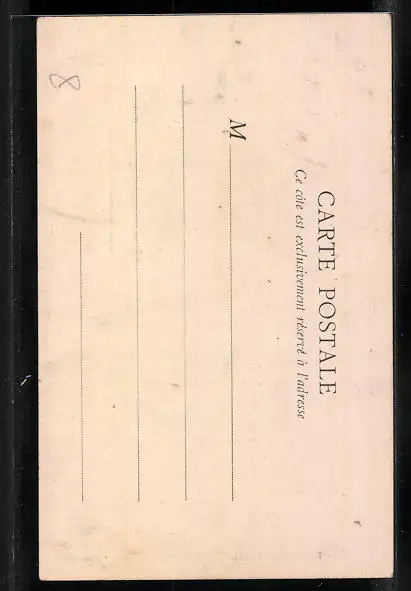 CARTE POSTALE
Ce côté est exclusivement réservé à l'adresse
M
8